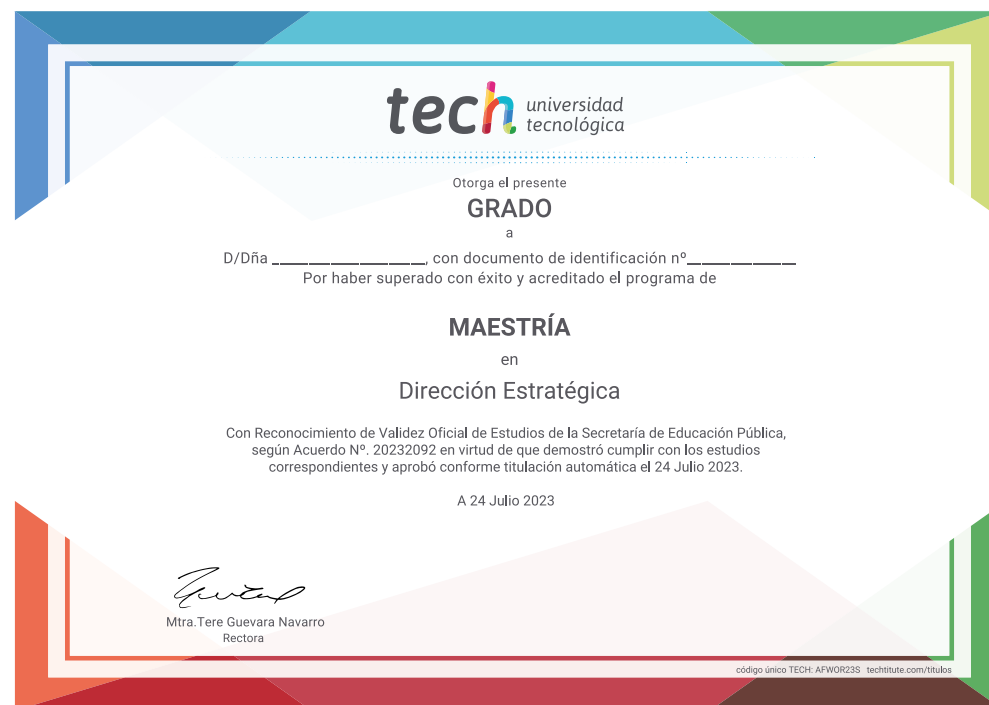 tech universidad
tecnológica
Otorga el presente
GRADO
a
D/Dña ____________________, con documento de identificación nº______________
Por haber superado con éxito y acreditado el programa de
MAESTRÍA
en
Dirección Estratégica
Con Reconocimiento de Validez Oficial de Estudios de la Secretaría de Educación Pública,
según Acuerdo Nº. 20232092 en virtud de que demostró cumplir con los estudios
correspondientes y aprobó conforme titulación automática el 24 Julio 2023.
A 24 Julio 2023
Mtra.Tere Guevara Navarro
Rectora
código único TECH: AFWOR23S techtitute.com/titulos